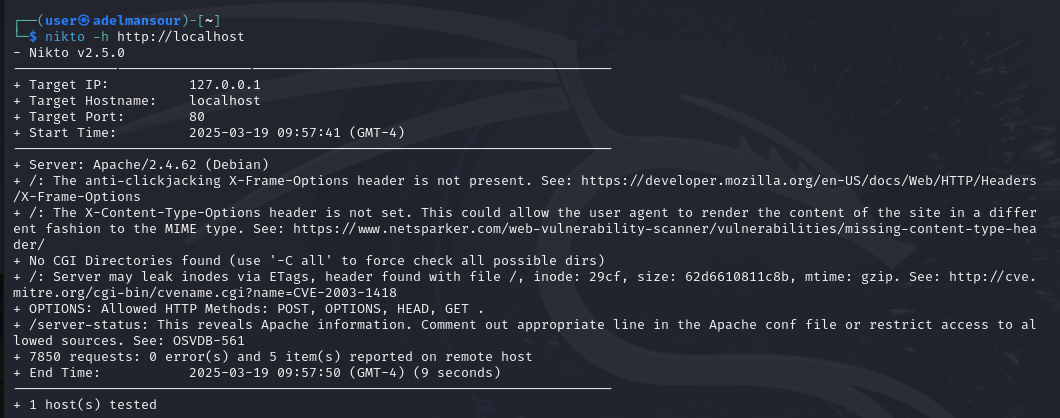 ┌──(user㉿adelmansour)-[~]
└─$ nikto -h http://localhost
- Nikto v2.5.0
---------------------------------------------------------------------------
+ Target IP:          127.0.0.1
+ Target Hostname:    localhost
+ Target Port:        80
+ Start Time:         2025-03-19 09:57:41 (GMT-4)
---------------------------------------------------------------------------
+ Server: Apache/2.4.62 (Debian)
+ /: The anti-clickjacking X-Frame-Options header is not present. See: https://developer.mozilla.org/en-US/docs/Web/HTTP/Headers
/X-Frame-Options
+ /: The X-Content-Type-Options header is not set. This could allow the user agent to render the content of the site in a differ
ent fashion to the MIME type. See: https://www.netsparker.com/web-vulnerability-scanner/vulnerabilities/missing-content-type-hea
der/
+ No CGI Directories found (use '-C all' to force check all possible dirs)
+ /: Server may leak inodes via ETags, header found with file /, inode: 29cf, size: 62d6610811c8b, mtime: gzip. See: http://cve.
mitre.org/cgi-bin/cvename.cgi?name=CVE-2003-1418
+ OPTIONS: Allowed HTTP Methods: POST, OPTIONS, HEAD, GET .
+ /server-status: This reveals Apache information. Comment out appropriate line in the Apache conf file or restrict access to al
lowed sources. See: OSVDB-561
+ 7850 requests: 0 error(s) and 5 item(s) reported on remote host
+ End Time:           2025-03-19 09:57:50 (GMT-4) (9 seconds)
---------------------------------------------------------------------------
+ 1 host(s) tested